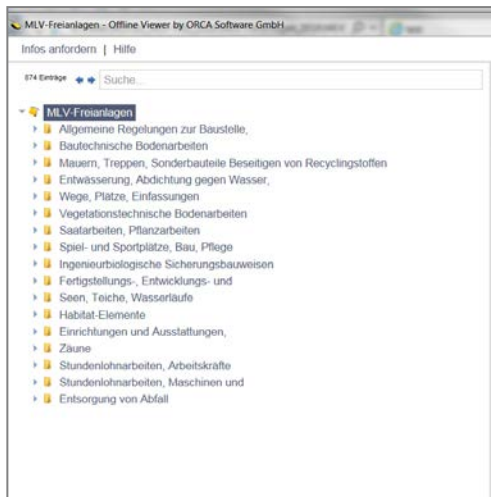 MLV-Freianlagen - Offline Viewer by ORCA Software GmbH
Infos anfordern | Hilfe
874 Einträge Suche...
MLV-Freianlagen
Allgemeine Regelungen zur Baustelle,
Bautechnische Bodenarbeiten
Mauern, Treppen, Sonderbauteile Beseitigen von Recyclingstoffen
Entwässerung, Abdichtung gegen Wasser,
Wege, Plätze, Einfassungen
Vegetationstechnische Bodenarbeiten
Saatarbeiten, Pflanzarbeiten
Spiel- und Sportplätze, Bau, Pflege
Ingenieurbiologische Sicherungsbauweisen
Fertigstellungs-, Entwicklungs- und
Seen, Teiche, Wasserläufe
Habitat-Elemente
Einrichtungen und Ausstattungen,
Zäune
Stundenlohnarbeiten, Arbeitskräfte
Stundenlohnarbeiten, Maschinen und
Entsorgung von Abfall